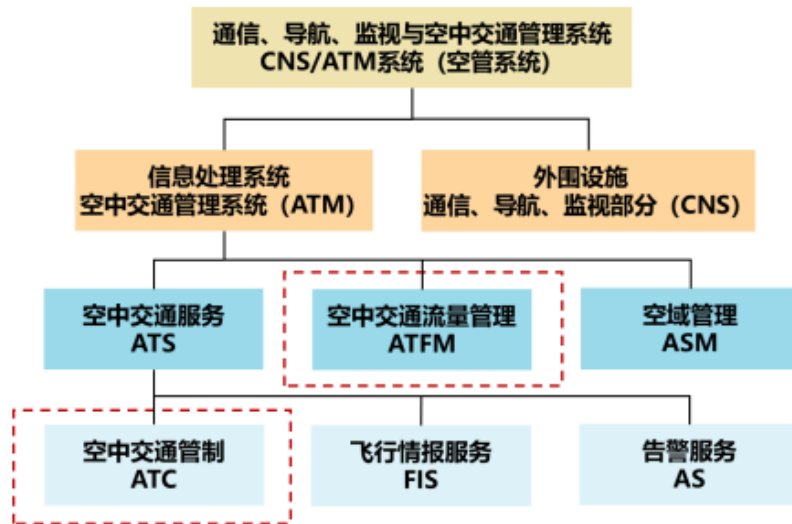 通信、导航、监视与空中交通管理系统
CNS/ATM系统（空管系统）
信息处理系统
空中交通管理系统（ATM）
外围设施
通信、导航、监视部分（CNS）
空中交通服务
ATS
空中交通流量管理
ATFM
空域管理
ASM
空中交通管制
ATC
飞行情报服务
FIS
告警服务
AS